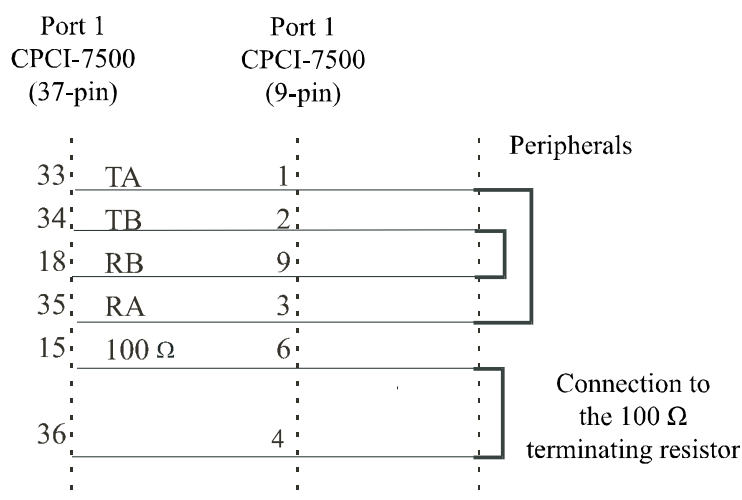 Port 1
CPCI-7500
(37-pin)
Port 1
CPCI-7500
(9-pin)
Peripherals
33 TA 1
34 TB 2
18 RB 9
35 RA 3
15 100 Ω 6
36 4
Connection to
the 100 Ω
terminating resistor